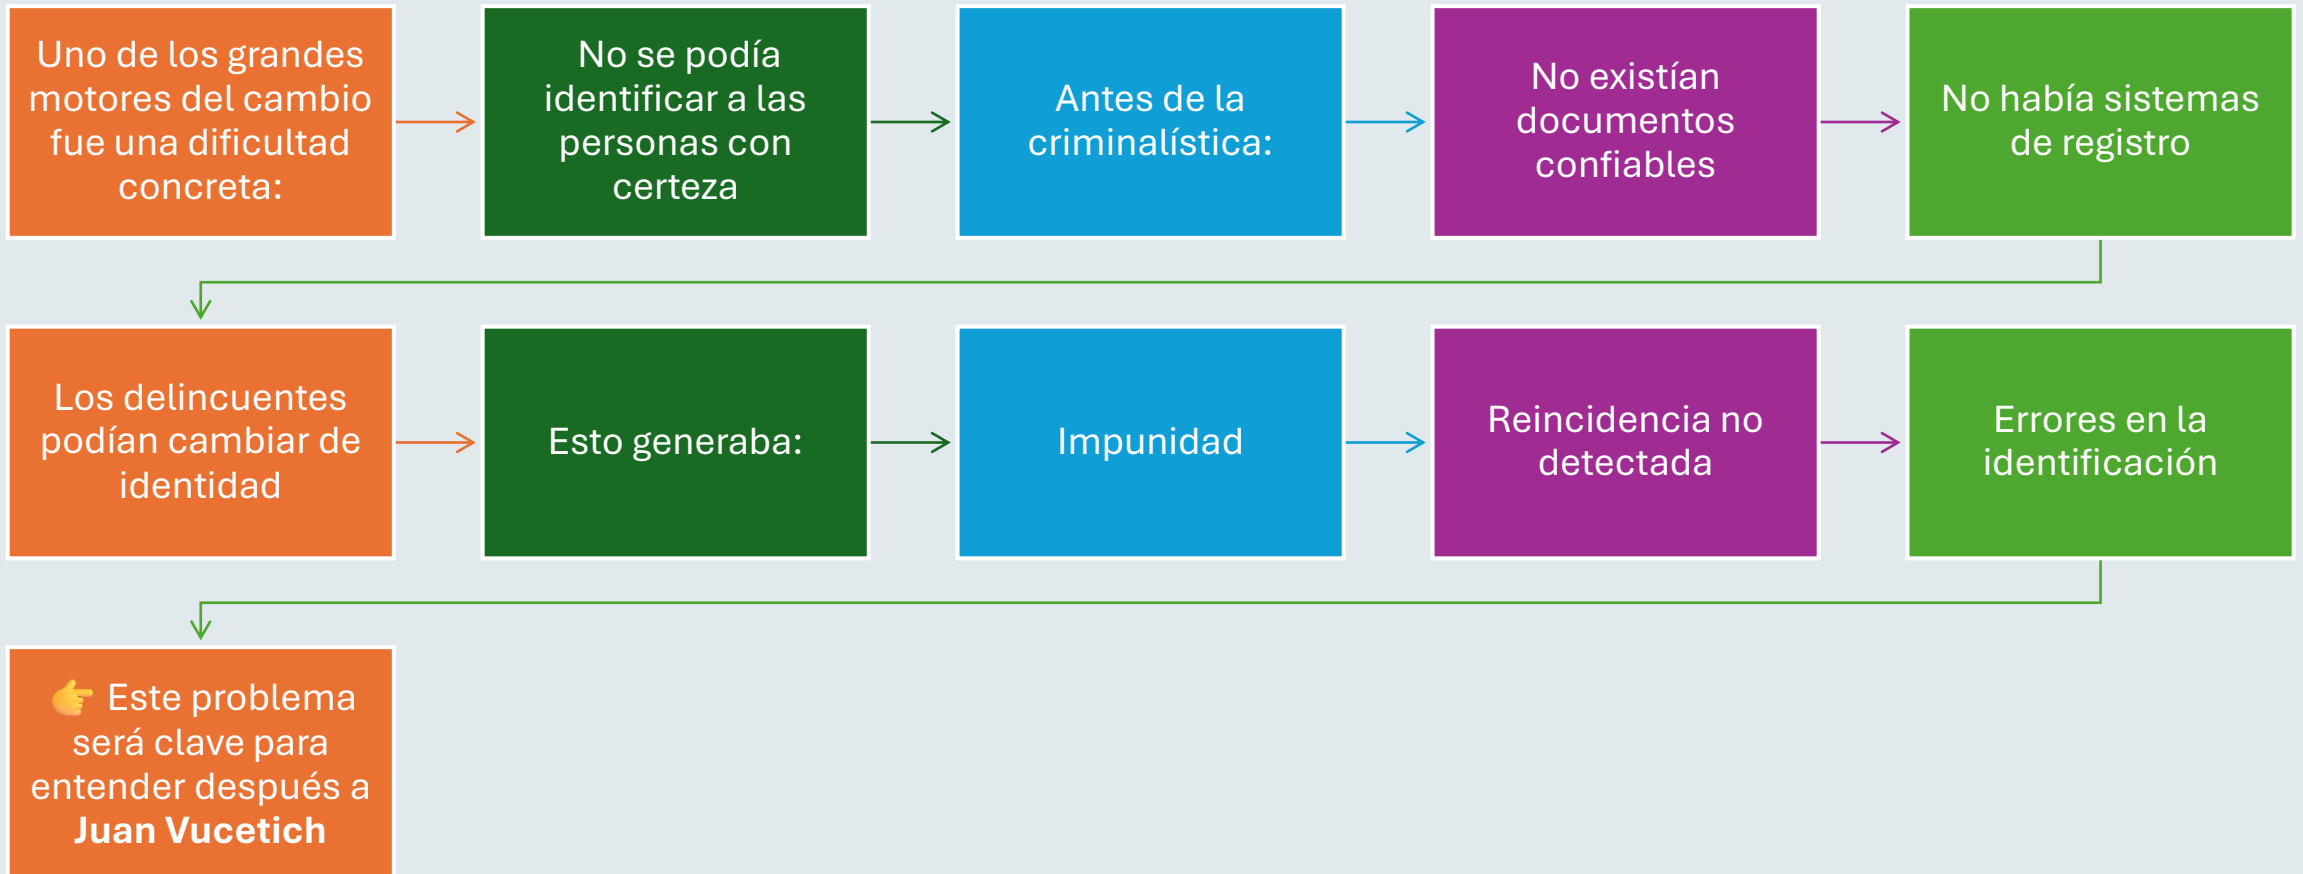 Uno de los grandes
motores del cambio
fue una dificultad
concreta:
No se podía
identificar a las
personas con
certeza
Antes de la
criminalística:
No existían
documentos
confiables
No había sistemas
de registro
Los delincuentes
podían cambiar de
identidad
Esto generaba:
Impunidad
Reincidencia no
detectada
Errores en la
identificación
👉 Este problema
será clave para
entender después a
Juan Vucetich